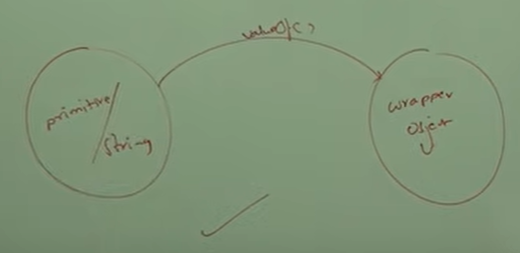 valueOf( )
primitive/
string
wrapper
object